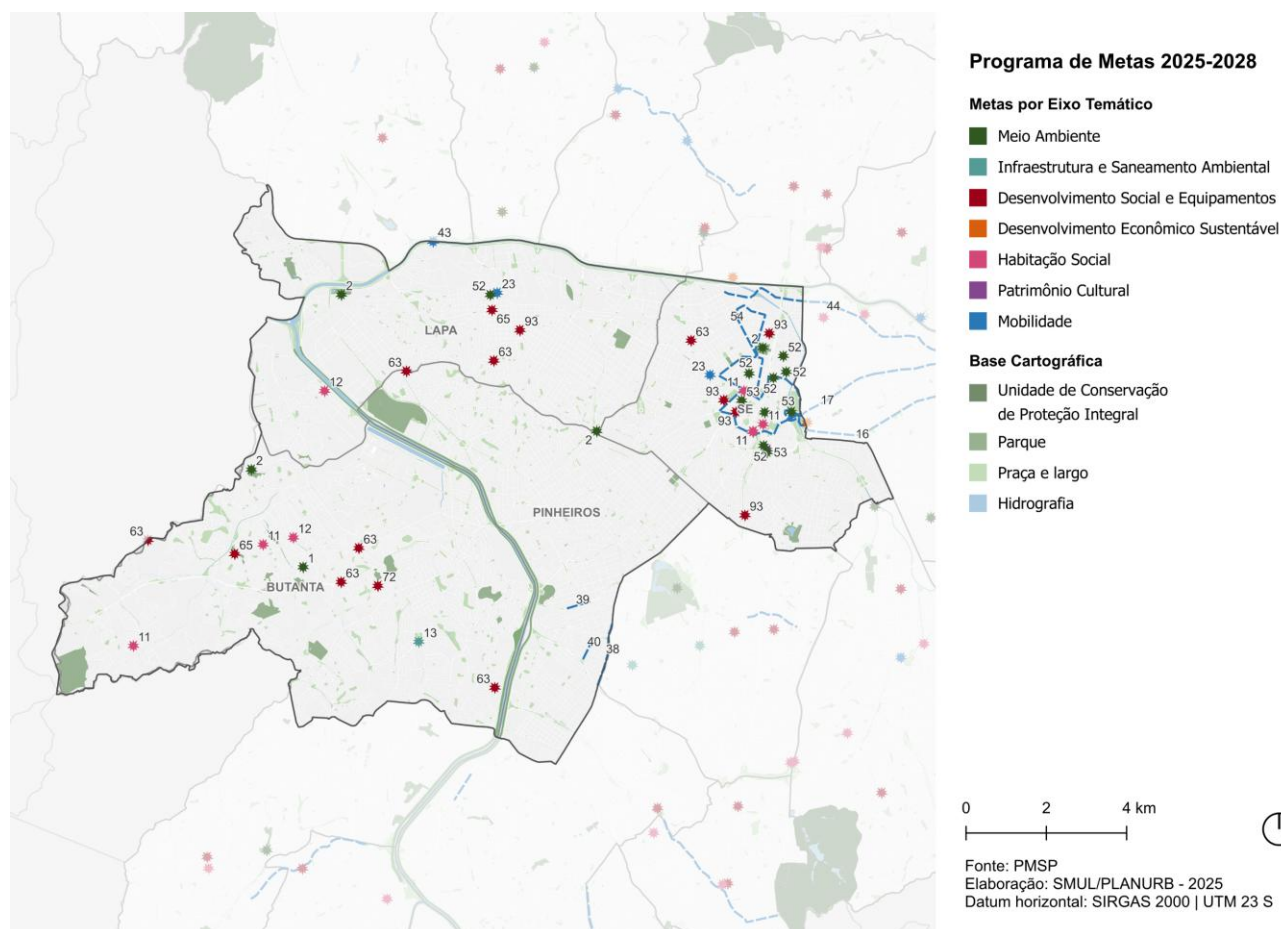 Programa de Metas 2025-2028
Metas por Eixo Temático
Meio Ambiente
Infraestrutura e Saneamento Ambiental
Desenvolvimento Social e Equipamentos
Desenvolvimento Econômico Sustentável
Habitação Social
Patrimônio Cultural
Mobilidade
Base Cartográfica
Unidade de Conservação
de Proteção Integral
Parque
Praça e largo
Hidrografia
0 2 4 km
Fonte: PMSP
Elaboração: SMUL/PLANURB - 2025
Datum horizontal: SIRGAS 2000 | UTM 23 S
43
2
52 23
65
93
LAPA
63
63
12
44
54
93
63
2
52
23
52
52
52
11
93
53
SE
53
17
93
11
11
16
53
52
2
2
93
PINHEIROS
63
65
11
12
63
1
63
72
BUTANTA
11
13
39
40
38
63